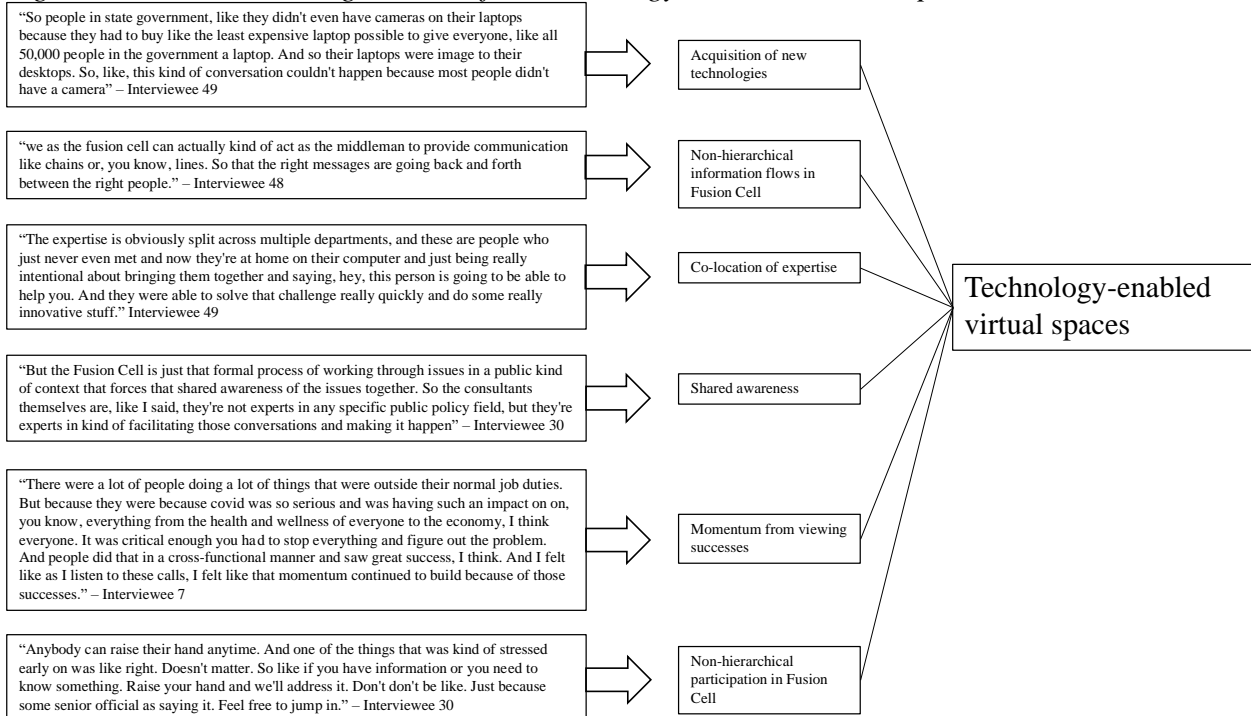 “So people in state government, like they didn't even have cameras on their laptops
because they had to buy like the least expensive laptop possible to give everyone, like all
50,000 people in the government a laptop. And so their laptops were image to their
desktops. So, like, this kind of conversation couldn't happen because most people didn't
have a camera” – Interviewee 49
Acquisition of new
technologies
“we as the fusion cell can actually kind of act as the middleman to provide communication
like chains or, you know, lines. So that the right messages are going back and forth
between the right people.” – Interviewee 48
Non-hierarchical
information flows in
Fusion Cell
“The expertise is obviously split across multiple departments, and these are people who
just never even met and now they're at home on their computer and just being really
intentional about bringing them together and saying, hey, this person is going to be able to
help you. And they were able to solve that challenge really quickly and do some really
innovative stuff.” Interviewee 49
Co-location of expertise
Technology-enabled
virtual spaces
“But the Fusion Cell is just that formal process of working through issues in a public kind
of context that forces that shared awareness of the issues together. So the consultants
themselves are, like I said, they're not experts in any specific public policy field, but they're
experts in kind of facilitating those conversations and making it happen” – Interviewee 30
Shared awareness
“There were a lot of people doing a lot of things that were outside their normal job duties.
But because they were because covid was so serious and was having such an impact on on,
you know, everything from the health and wellness of everyone to the economy, I think
everyone. It was critical enough you had to stop everything and figure out the problem.
And people did that in a cross-functional manner and saw great success, I think. And I felt
like as I listen to these calls, I felt like that momentum continued to build because of those
successes.” – Interviewee 7
Momentum from viewing
successes
“Anybody can raise their hand anytime. And one of the things that was kind of stressed
early on was like right. Doesn't matter. So like if you have information or you need to
know something. Raise your hand and we'll address it. Don't don't be like. Just because
some senior official as saying it. Feel free to jump in.” – Interviewee 30
Non-hierarchical
participation in Fusion
Cell